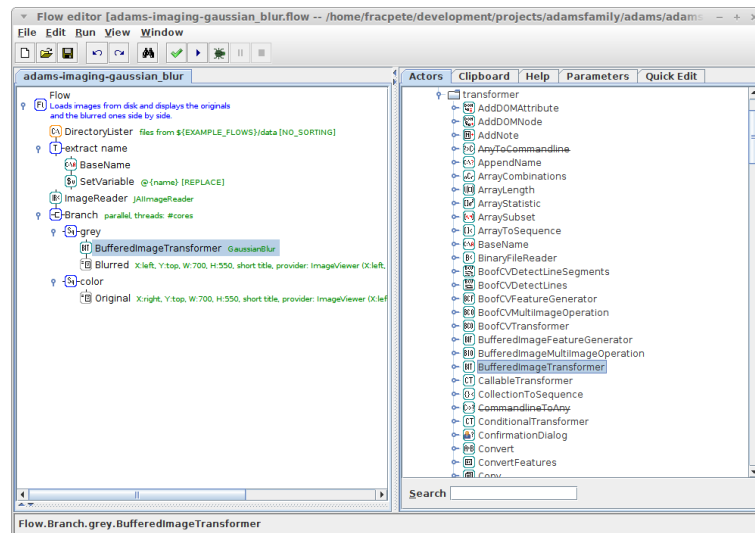 Flow editor [adams-imaging-gaussian_blur.flow -- /home/fracpete/development/projects/adamsfamily/adams/adams
File Edit Run View Window
adams-imaging-gaussian_blur
Flow
Loads images from disk and displays the originals
and the blurred ones side by side.
DirectoryLister files from ${EXAMPLE_FLOWS}/data [NO_SORTING]
extract name
BaseName
SetVariable @{name} [REPLACE]
ImageReader JAIImageReader
Branch parallel, threads: #cores
grey
BufferedImageTransformer GaussianBlur
Blurred X:left, Y:top, W:700, H:550, short title, provider: ImageViewer (X:left,
color
Original X:right, Y:top, W:700, H:550, short title, provider: ImageViewer (X:lef
Actors Clipboard Help Parameters Quick Edit
transformer
AddDOMAttribute
AddDOMNode
AddNote
AnyToCommandline
AppendName
ArrayCombinations
ArrayLength
ArrayStatistic
ArraySubset
ArrayToSequence
BaseName
BinaryFileReader
BoofCVDetectLineSegments
BoofCVDetectLines
BoofCVFeatureGenerator
BoofCVMultiImageOperation
BoofCVTransformer
BufferedImageFeatureGenerator
BufferedImageMultiImageOperation
BufferedImageTransformer
CallableTransformer
CollectionToSequence
CommandlineToAny
ConditionalTransformer
ConfirmationDialog
Convert
ConvertFeatures
Copy
Search
Flow.Branch.grey.BufferedImageTransformer